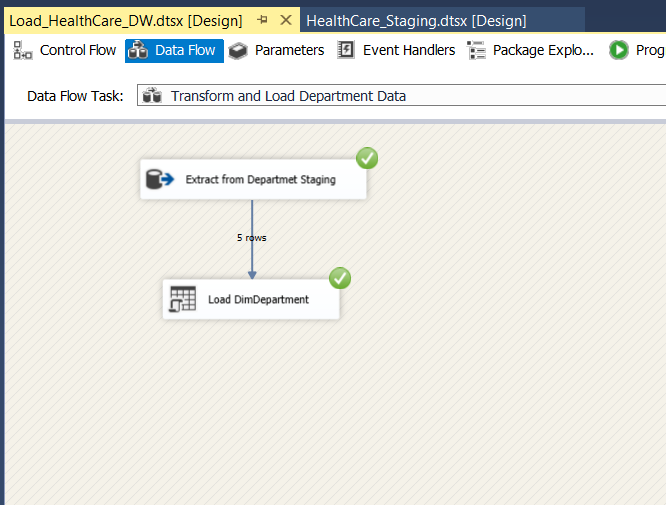 Load_HealthCare_DW.dtsx [Design] HealthCare_Staging.dtsx [Design]
Control Flow Data Flow Parameters Event Handlers Package Explo... Prog
Data Flow Task: Transform and Load Department Data
Extract from Departmet Staging
5 rows
Load DimDepartment